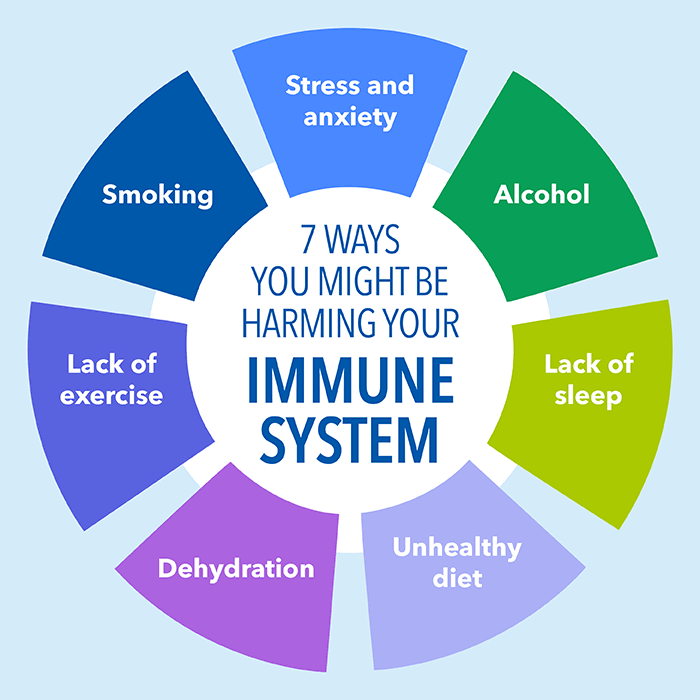 7 WAYS
YOU MIGHT BE
HARMING YOUR
IMMUNE
SYSTEM
Stress and
anxiety
Alcohol
Lack of
sleep
Unhealthy
diet
Dehydration
Lack of
exercise
Smoking